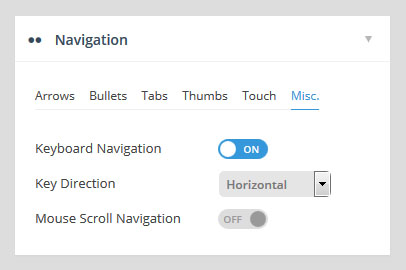 Navigation
Arrows Bullets Tabs Thumbs Touch Misc.
Keyboard Navigation ON
Key Direction Horizontal
Mouse Scroll Navigation OFF